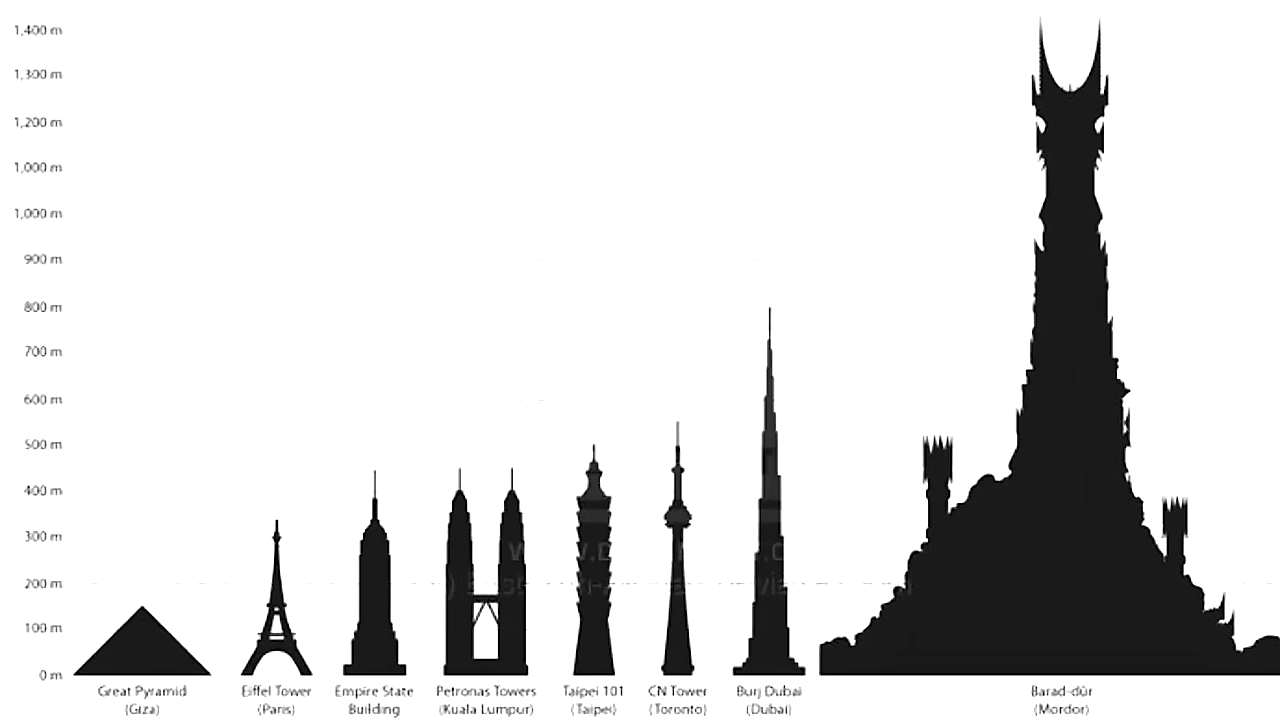 1,400 m
1,300 m
1,200 m
1,000 m
1,000 m
900 m
800 m
700 m
600 m
500 m
400 m
300 m
200 m
100 m
0 m
Great Pyramid
(Giza)
Eiffel Tower
(Paris)
Empire State
Building
Petronas Towers
(Kuala Lumpur)
Taipei 101
(Taipei)
CN Tower
(Toronto)
Burj Dubai
(Dubai)
Barad-dûr
(Mordor)